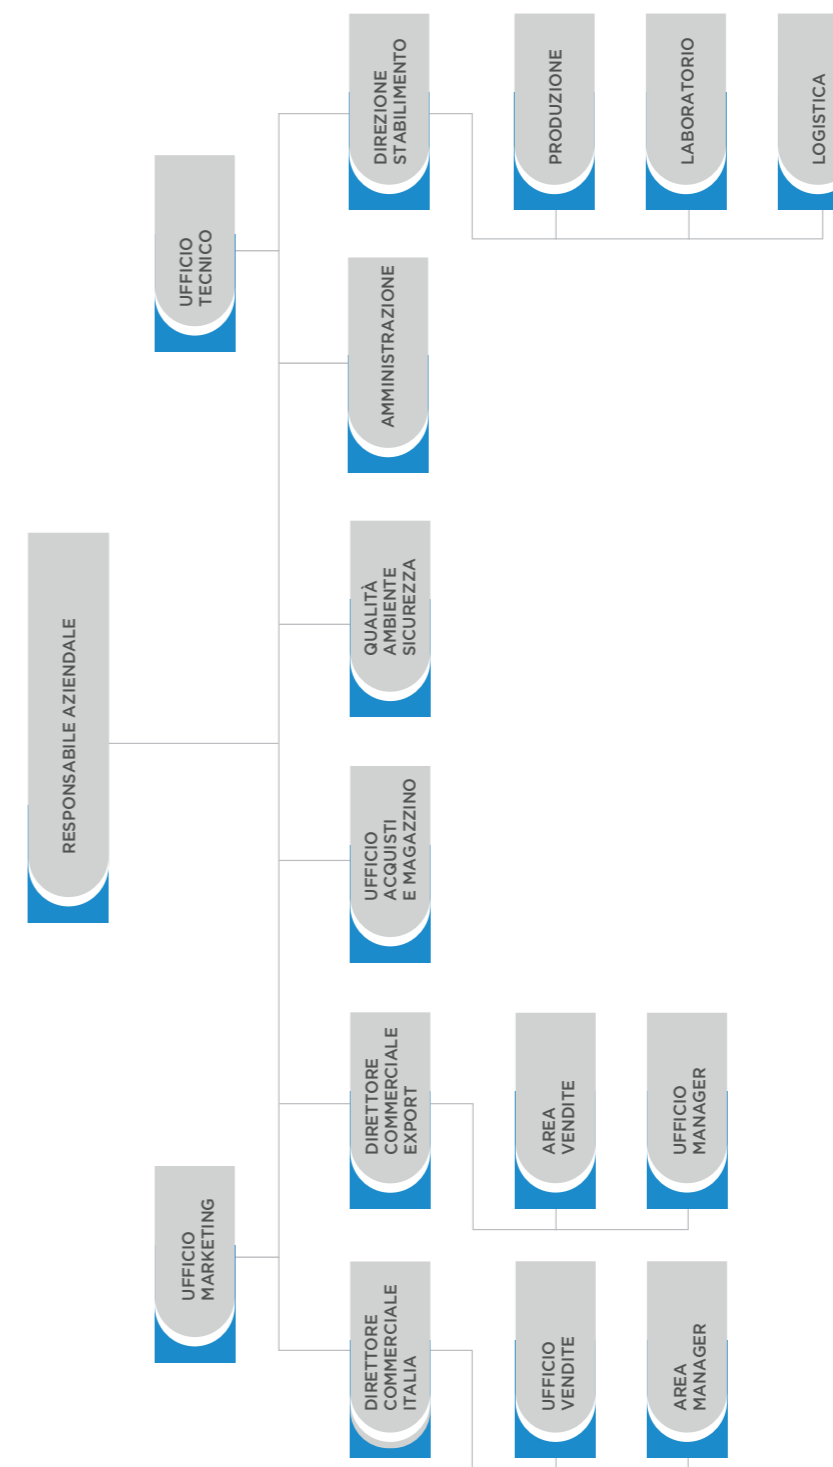 RESPONSABILE AZIENDALE
UFFICIO
MARKETING
UFFICIO
TECNICO
DIRETTORE
COMMERCIALE
ITALIA
DIRETTORE
COMMERCIALE
EXPORT
UFFICIO
ACQUISTI
E MAGAZZINO
QUALITÀ
AMBIENTE
SICUREZZA
AMMINISTRAZIONE
DIREZIONE
STABILIMENTO
UFFICIO
VENDITE
AREA
VENDITE
PRODUZIONE
AREA
MANAGER
UFFICIO
MANAGER
LABORATORIO
LOGISTICA